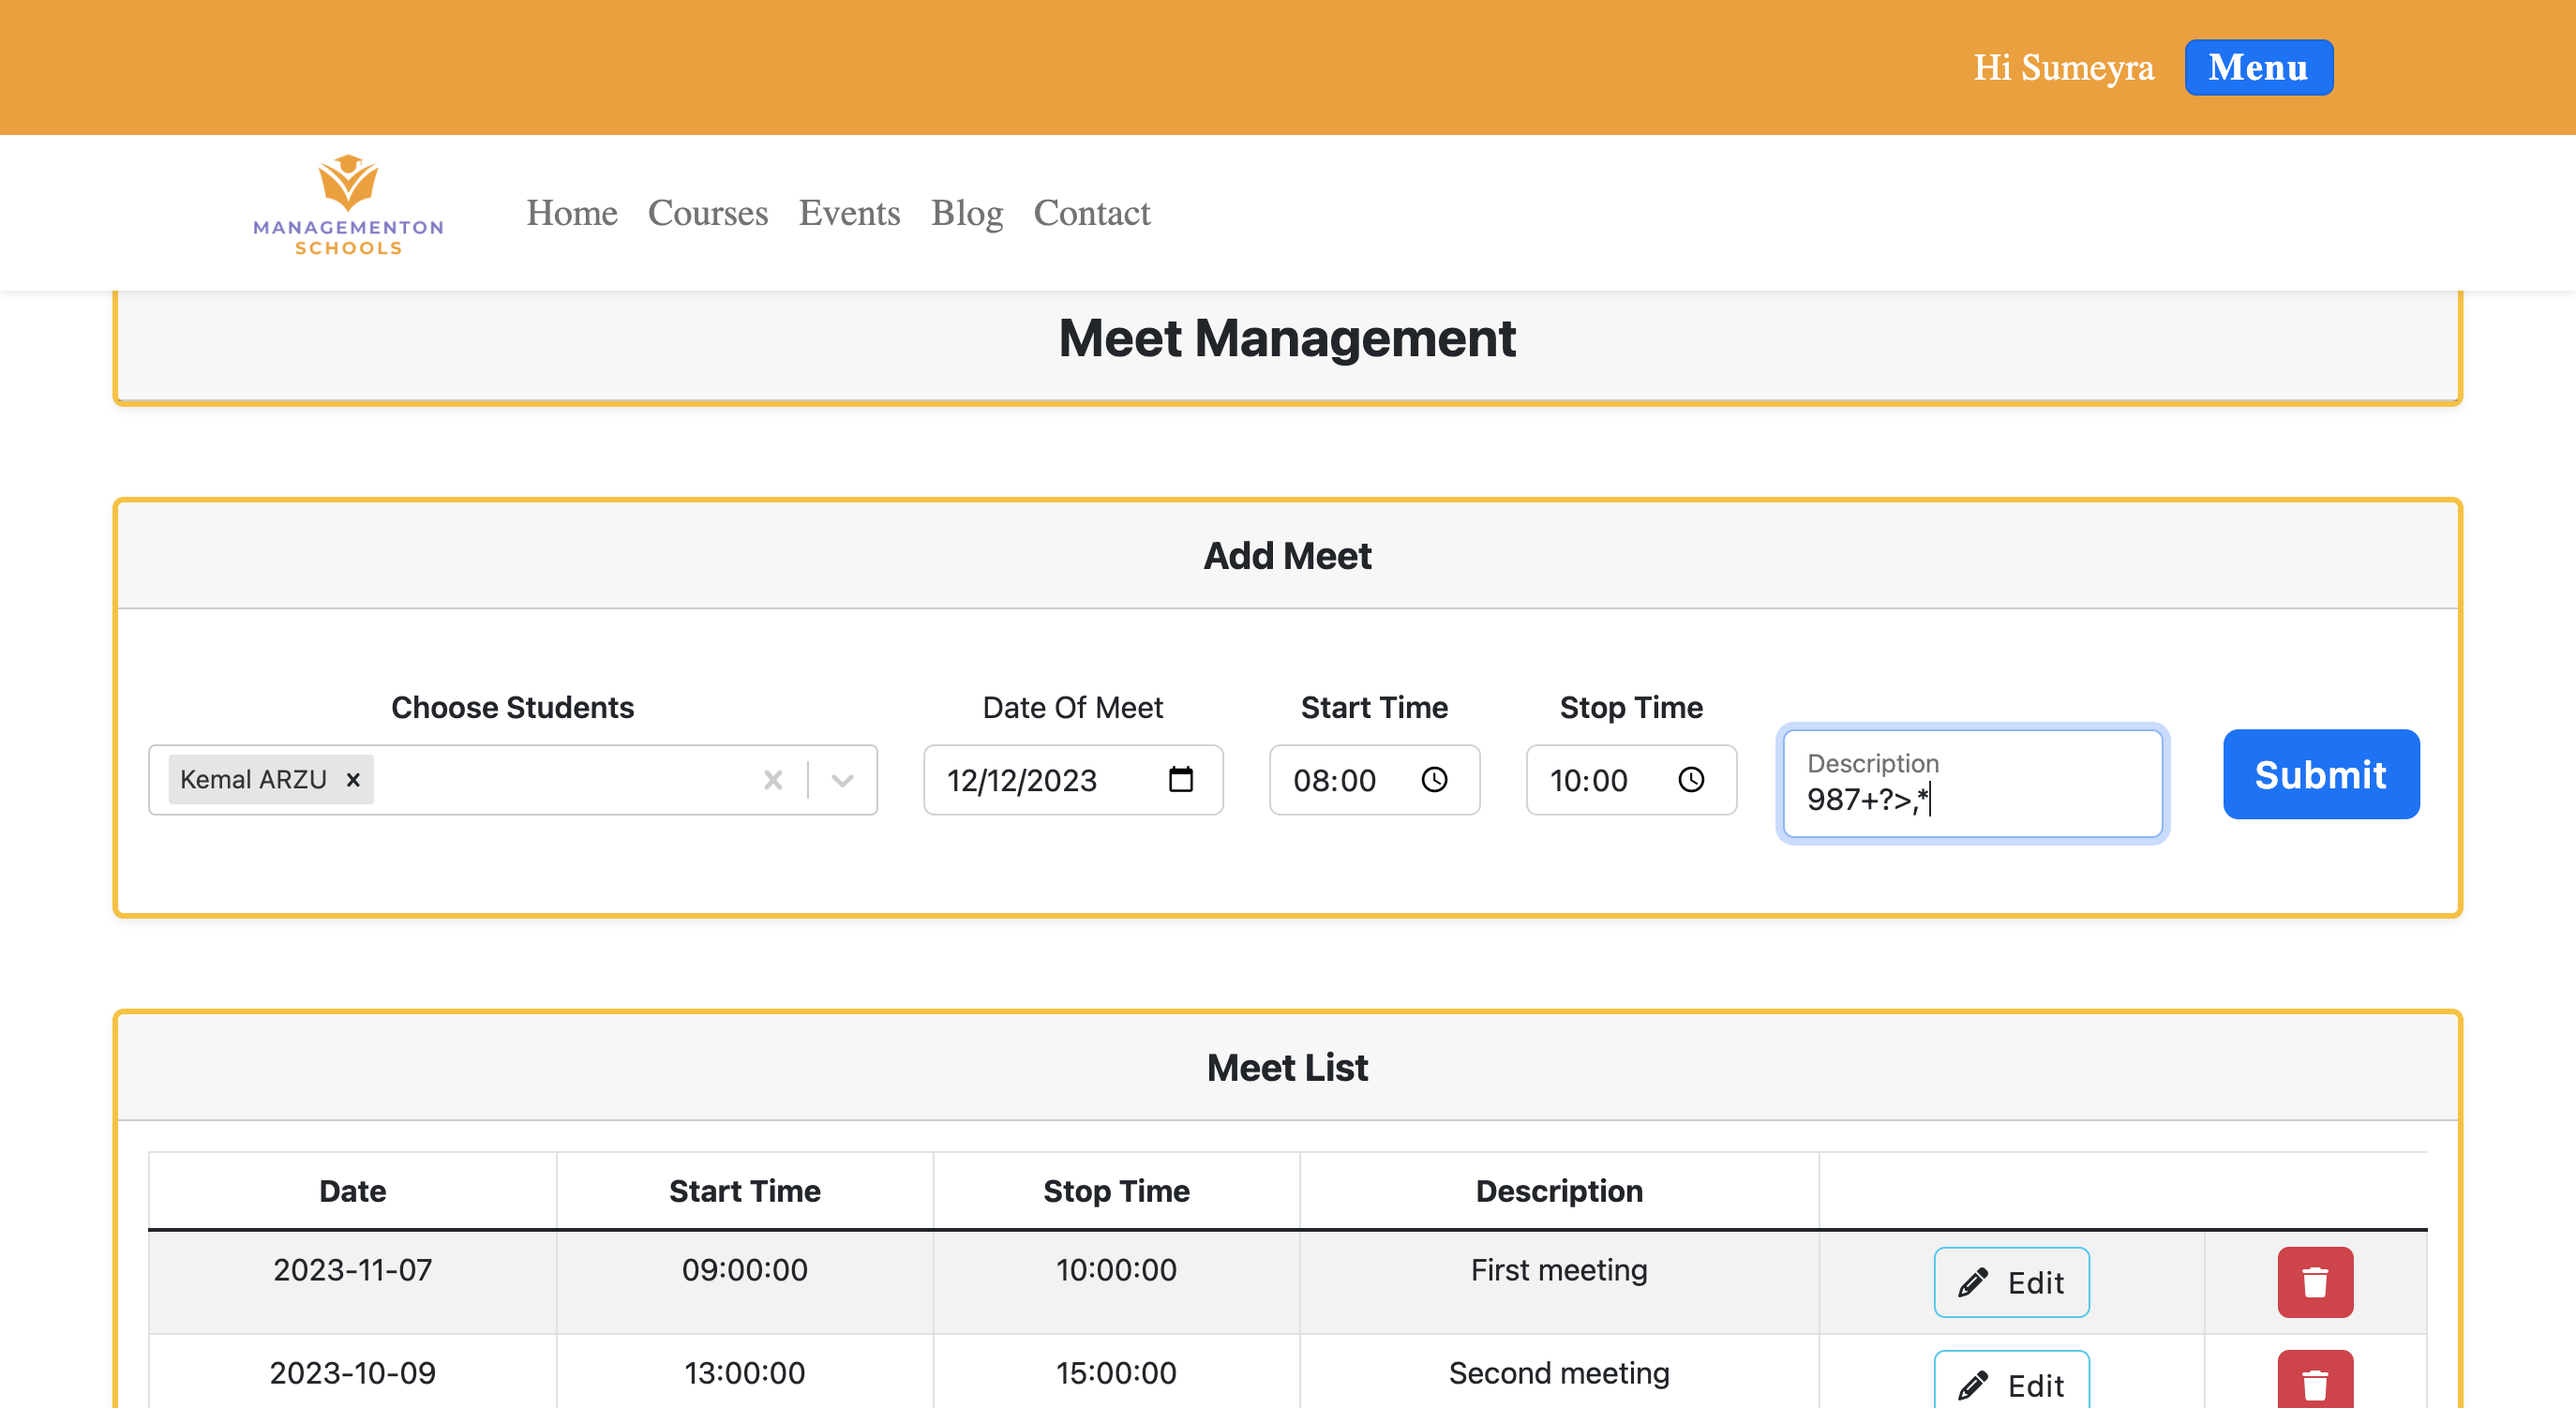 Hi Sumeyra Menu
MANAGEMENTON
SCHOOLS
Home Courses Events Blog Contact
Meet Management
Add Meet
Choose Students Date Of Meet Start Time Stop Time
Kemal ARZU 12/12/2023 08:00 10:00 Description
987+?>,*
Submit
Meet List
Date Start Time Stop Time Description
2023-11-07 09:00:00 10:00:00 First meeting Edit
2023-10-09 13:00:00 15:00:00 Second meeting Edit